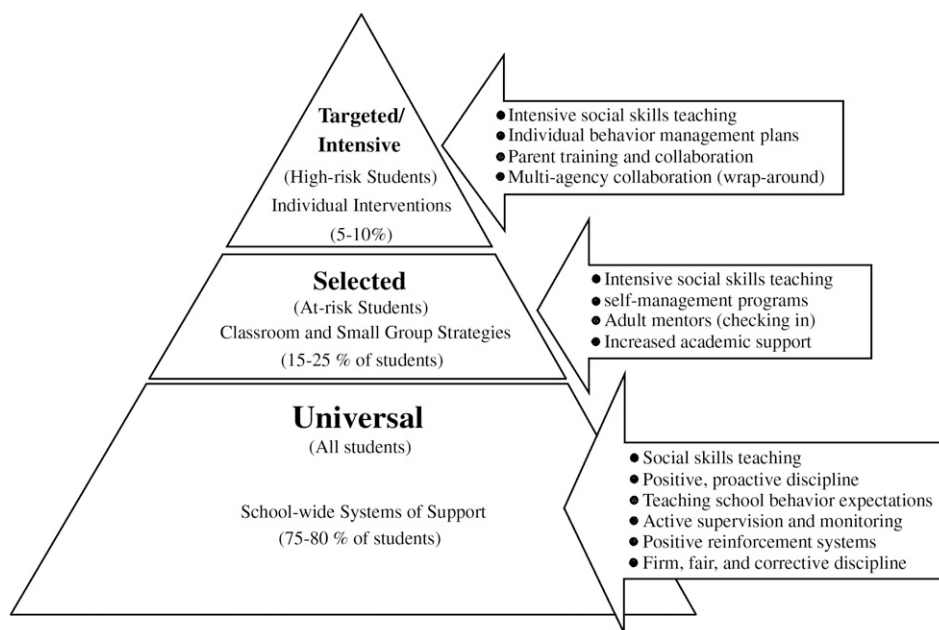 Targeted/
Intensive
(High-risk Students)
Individual Interventions
(5-10%)
● Intensive social skills teaching
● Individual behavior management plans
● Parent training and collaboration
● Multi-agency collaboration (wrap-around)
Selected
(At-risk Students)
Classroom and Small Group Strategies
(15-25 % of students)
● Intensive social skills teaching
● self-management programs
● Adult mentors (checking in)
● Increased academic support
Universal
(All students)
School-wide Systems of Support
(75-80 % of students)
● Social skills teaching
● Positive, proactive discipline
● Teaching school behavior expectations
● Active supervision and monitoring
● Positive reinforcement systems
● Firm, fair, and corrective discipline